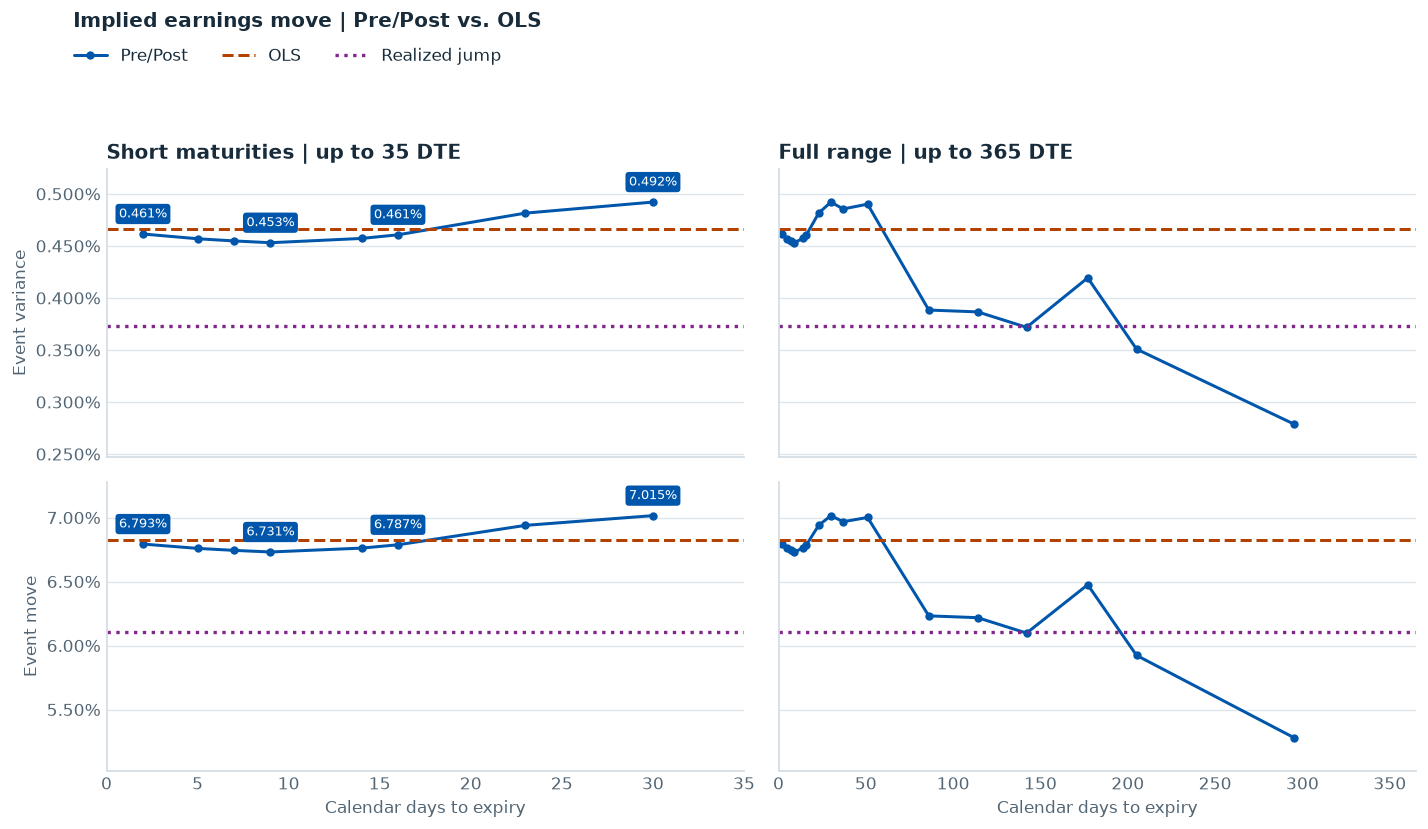 Implied earnings move | Pre/Post vs. OLS
Pre/Post OLS Realized jump
Short maturities | up to 35 DTE
0.500%
0.450%
0.400%
0.350%
0.300%
0.250%
Event variance
0.461%
0.453%
0.461%
0.492%
Full range | up to 365 DTE
7.00%
6.50%
6.00%
5.50%
Event move
6.793%
6.731%
6.787%
7.015%
0 5 10 15 20 25 30 35
Calendar days to expiry
0 50 100 150 200 250 300 350
Calendar days to expiry